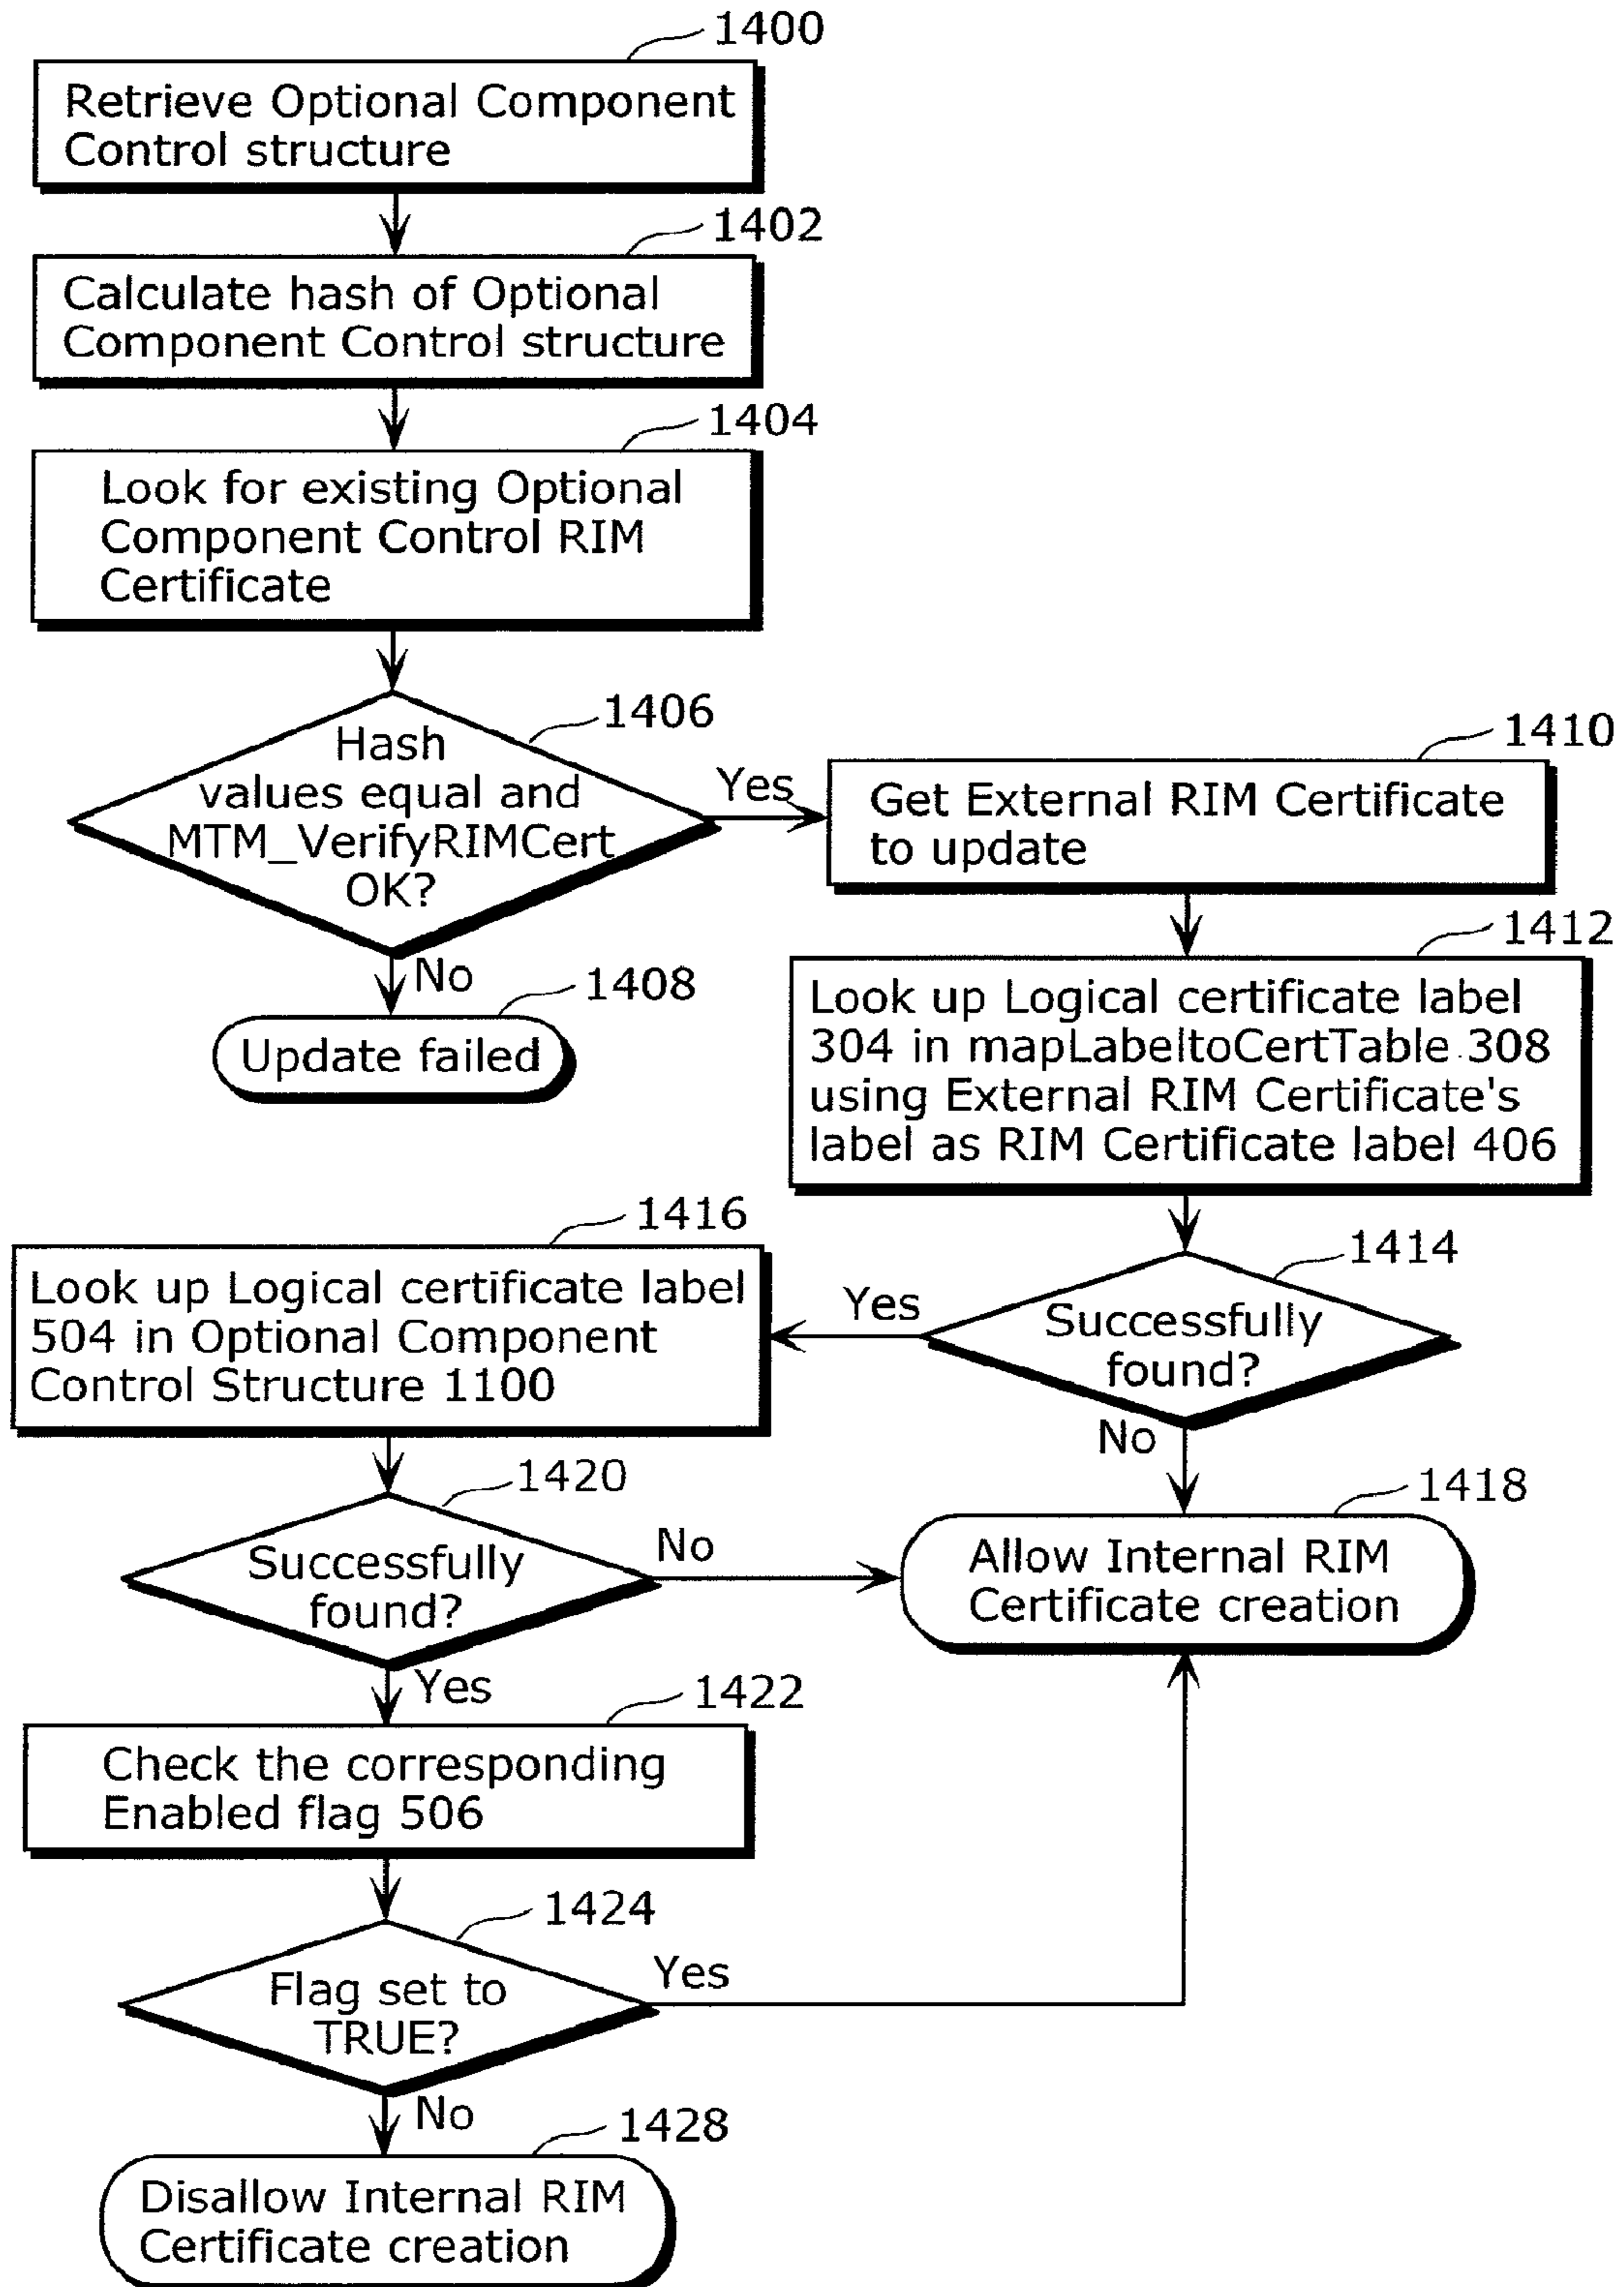 1400
Retrieve Optional Component
Control structure
1402
Calculate hash of Optional
Component Control structure
1404
Look for existing Optional
Component Control RIM
Certificate
1406
Hash
values equal and
MTM_VerifyRIMCert
OK?
Yes
No
1408
Update failed
1410
Get External RIM Certificate
to update
1412
Look up Logical certificate label
304 in mapLabeltoCertTable 308
using External RIM Certificate's
label as RIM Certificate label 406
1414
Successfully
found?
Yes
No
1416
Look up Logical certificate label
504 in Optional Component
Control Structure 1100
1418
Allow Internal RIM
Certificate creation
1420
Successfully
found?
No
Yes
1422
Check the corresponding
Enabled flag 506
1424
Flag set to
TRUE?
Yes
No
1428
Disallow Internal RIM
Certificate creation